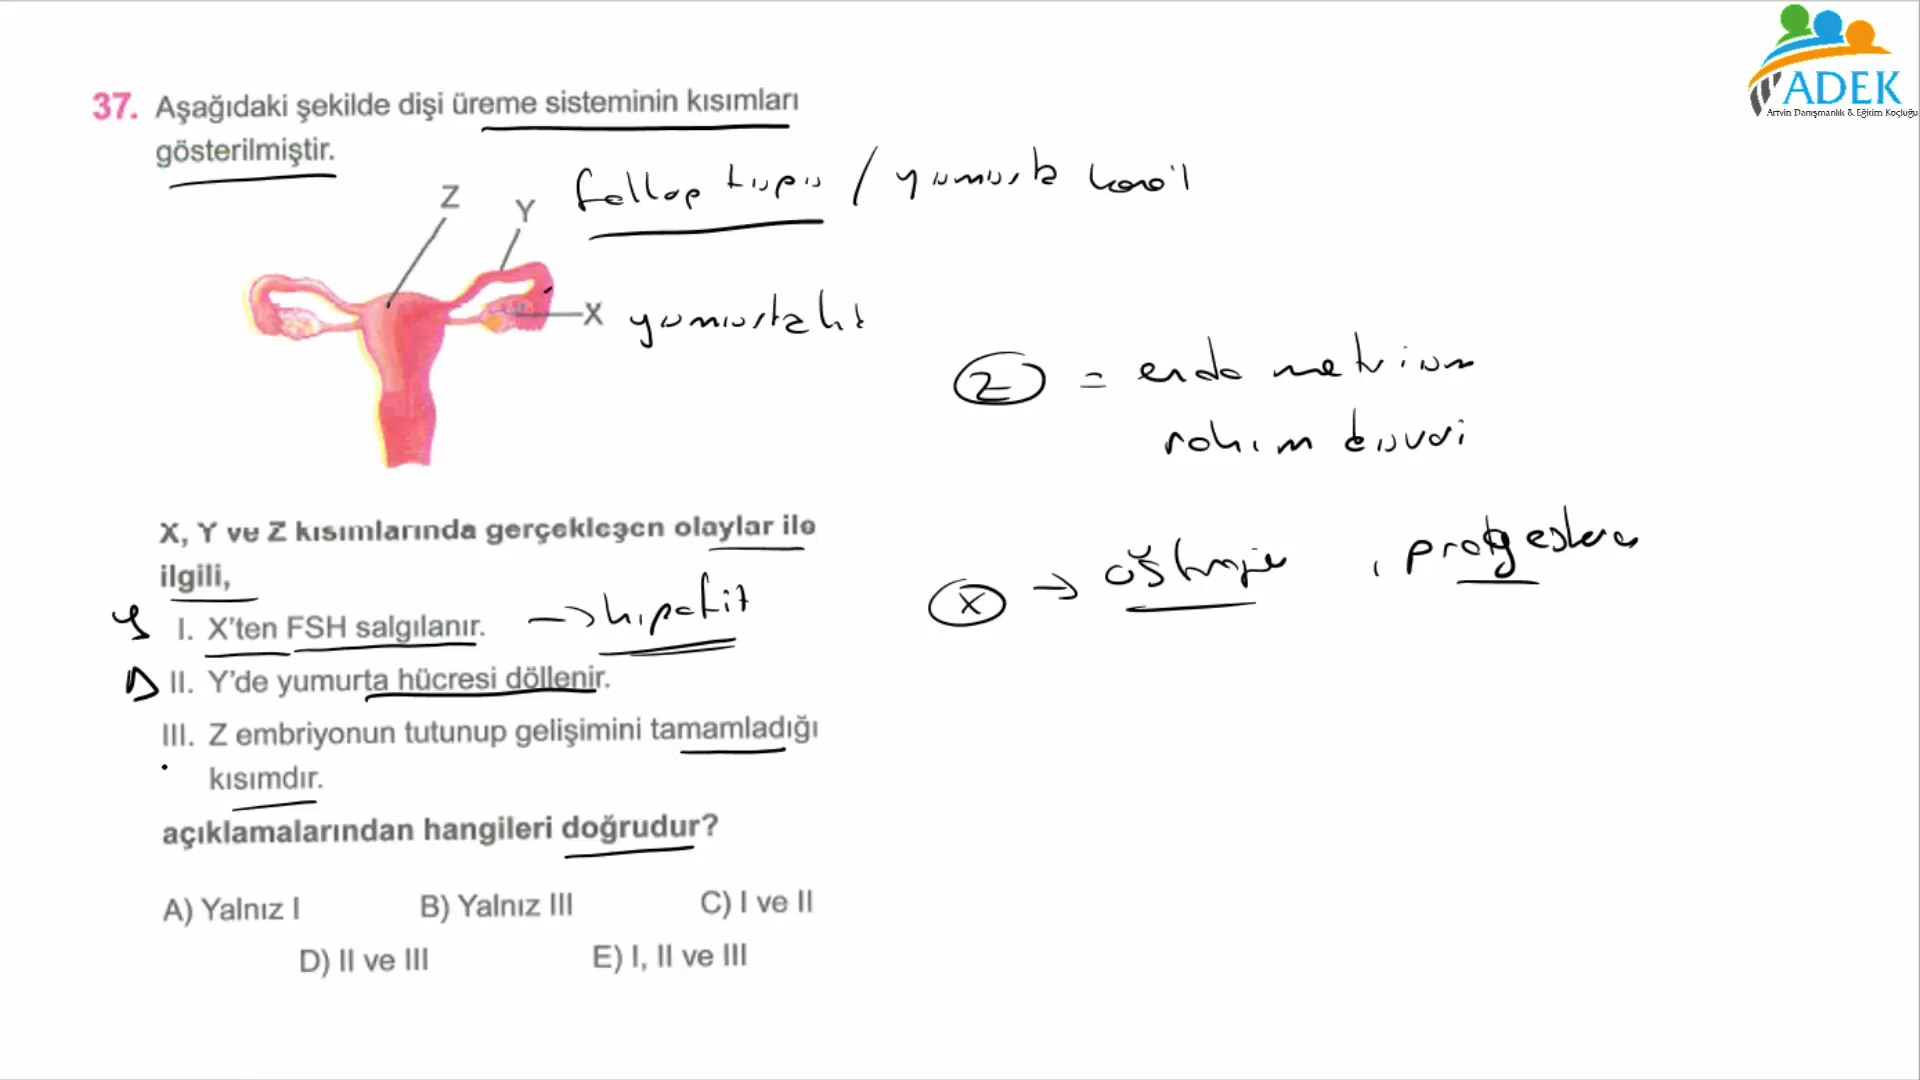 ADEK
Artvin Danışmanlık & Eğitim Koçluğu
37. Aşağıdaki şekilde dişi üreme sisteminin kısımları
gösterilmiştir.
fallop tüpü / yumurta kanalı
Z
Y
X yumurtalık
Z = endometrium
rahim duvarı
X, Y ve Z kısımlarında gerçekleşen olaylar ile
ilgili,
X → östrojen, progesteron
Y I. X'ten FSH salgılanır. → hipofiz
D II. Y'de yumurta hücresi döllenir.
III. Z embriyonun tutunup gelişimini tamamladığı
kısımdır.
açıklamalarından hangileri doğrudur?
A) Yalnız I B) Yalnız III C) I ve II
D) II ve III E) I, II ve III